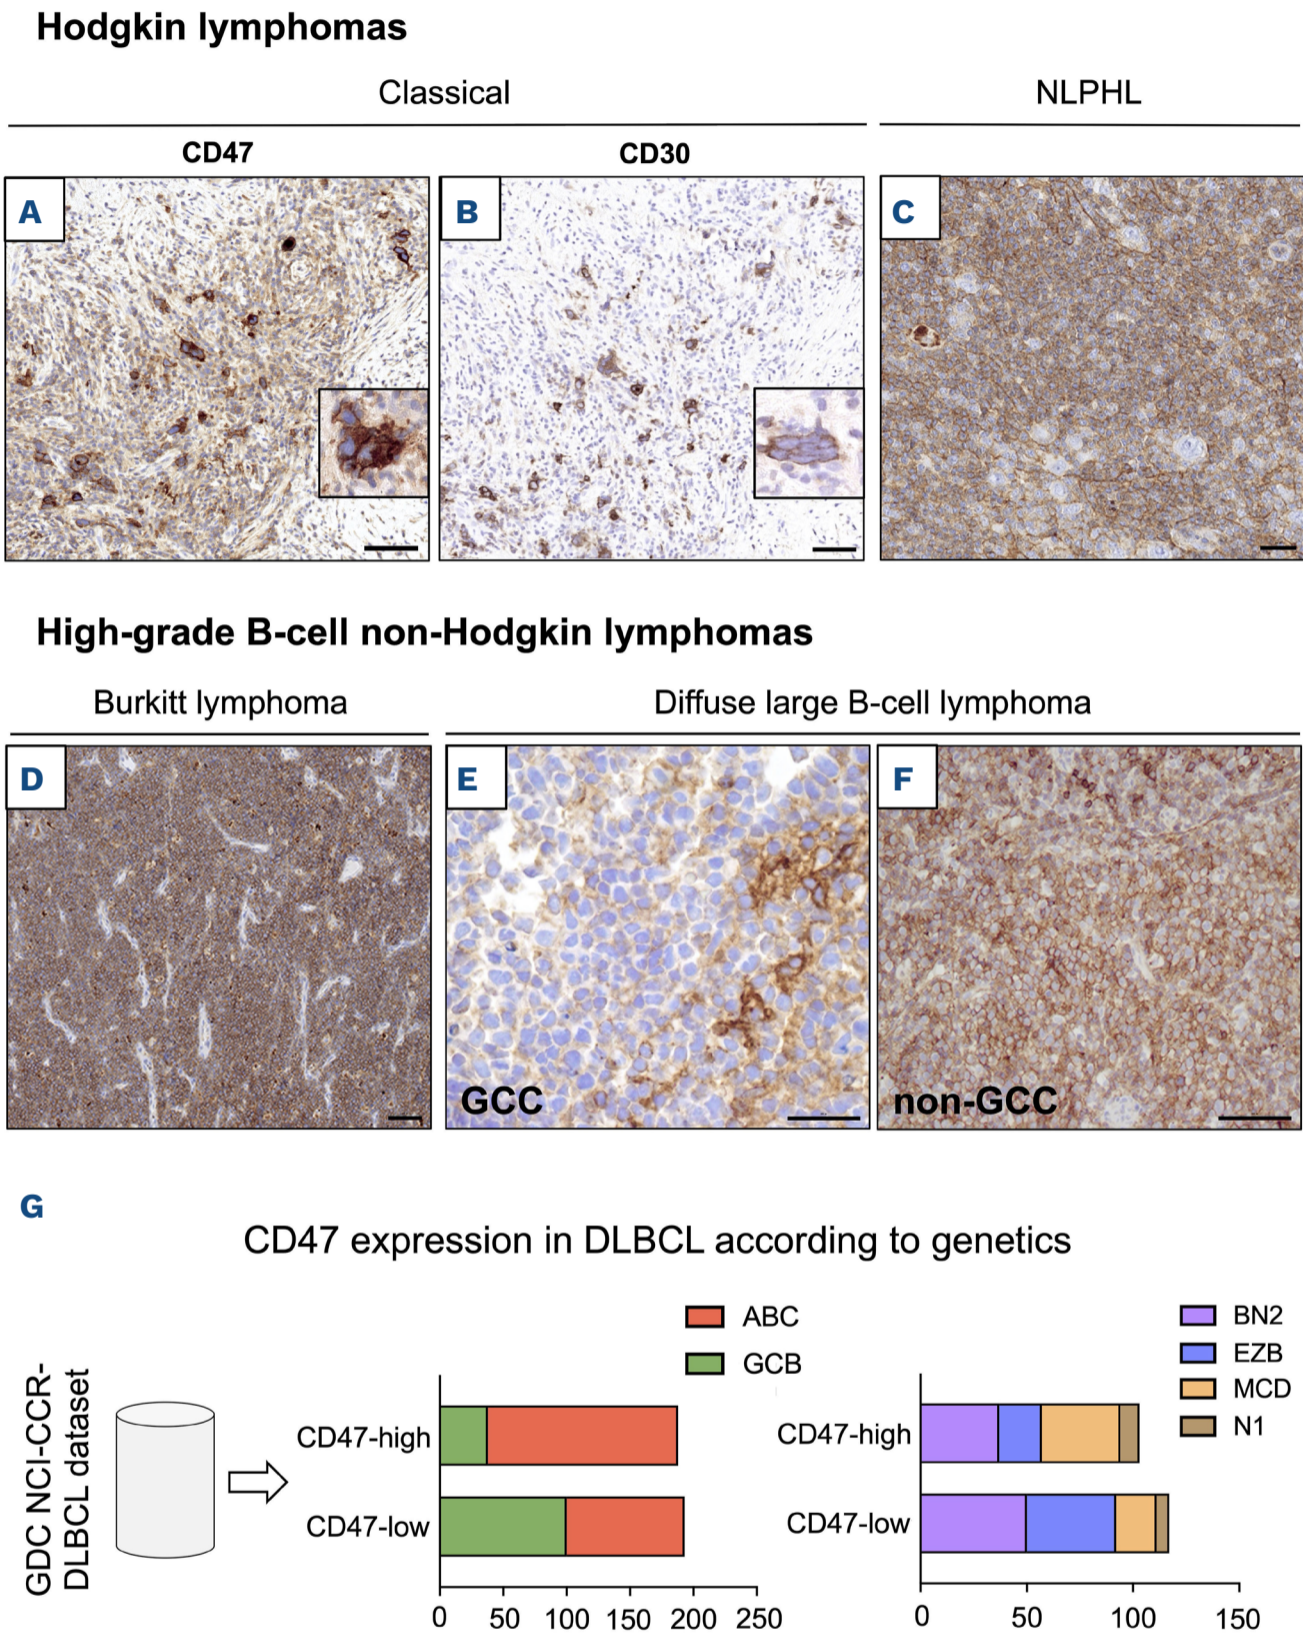 Hodgkin lymphomas
Classical
NLPHL
CD47
CD30
A
B
C
High-grade B-cell non-Hodgkin lymphomas
Burkitt lymphoma
Diffuse large B-cell lymphoma
D
E
F
GCC
non-GCC
G
CD47 expression in DLBCL according to genetics
GDC NCI-CCR-
DLBCL dataset
ABC
GCB
CD47-high
CD47-low
0 50 100 150 200 250
BN2
EZB
MCD
N1
CD47-high
CD47-low
0 50 100 150